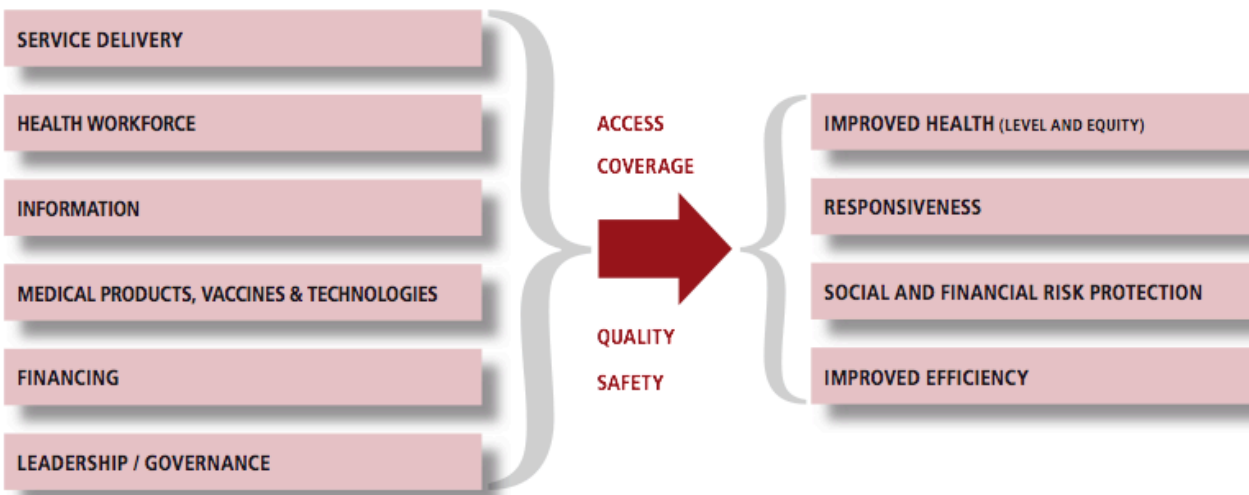 SERVICE DELIVERY
HEALTH WORKFORCE
INFORMATION
MEDICAL PRODUCTS, VACCINES & TECHNOLOGIES
FINANCING
LEADERSHIP / GOVERNANCE
ACCESS
COVERAGE
QUALITY
SAFETY
IMPROVED HEALTH (LEVEL AND EQUITY)
RESPONSIVENESS
SOCIAL AND FINANCIAL RISK PROTECTION
IMPROVED EFFICIENCY